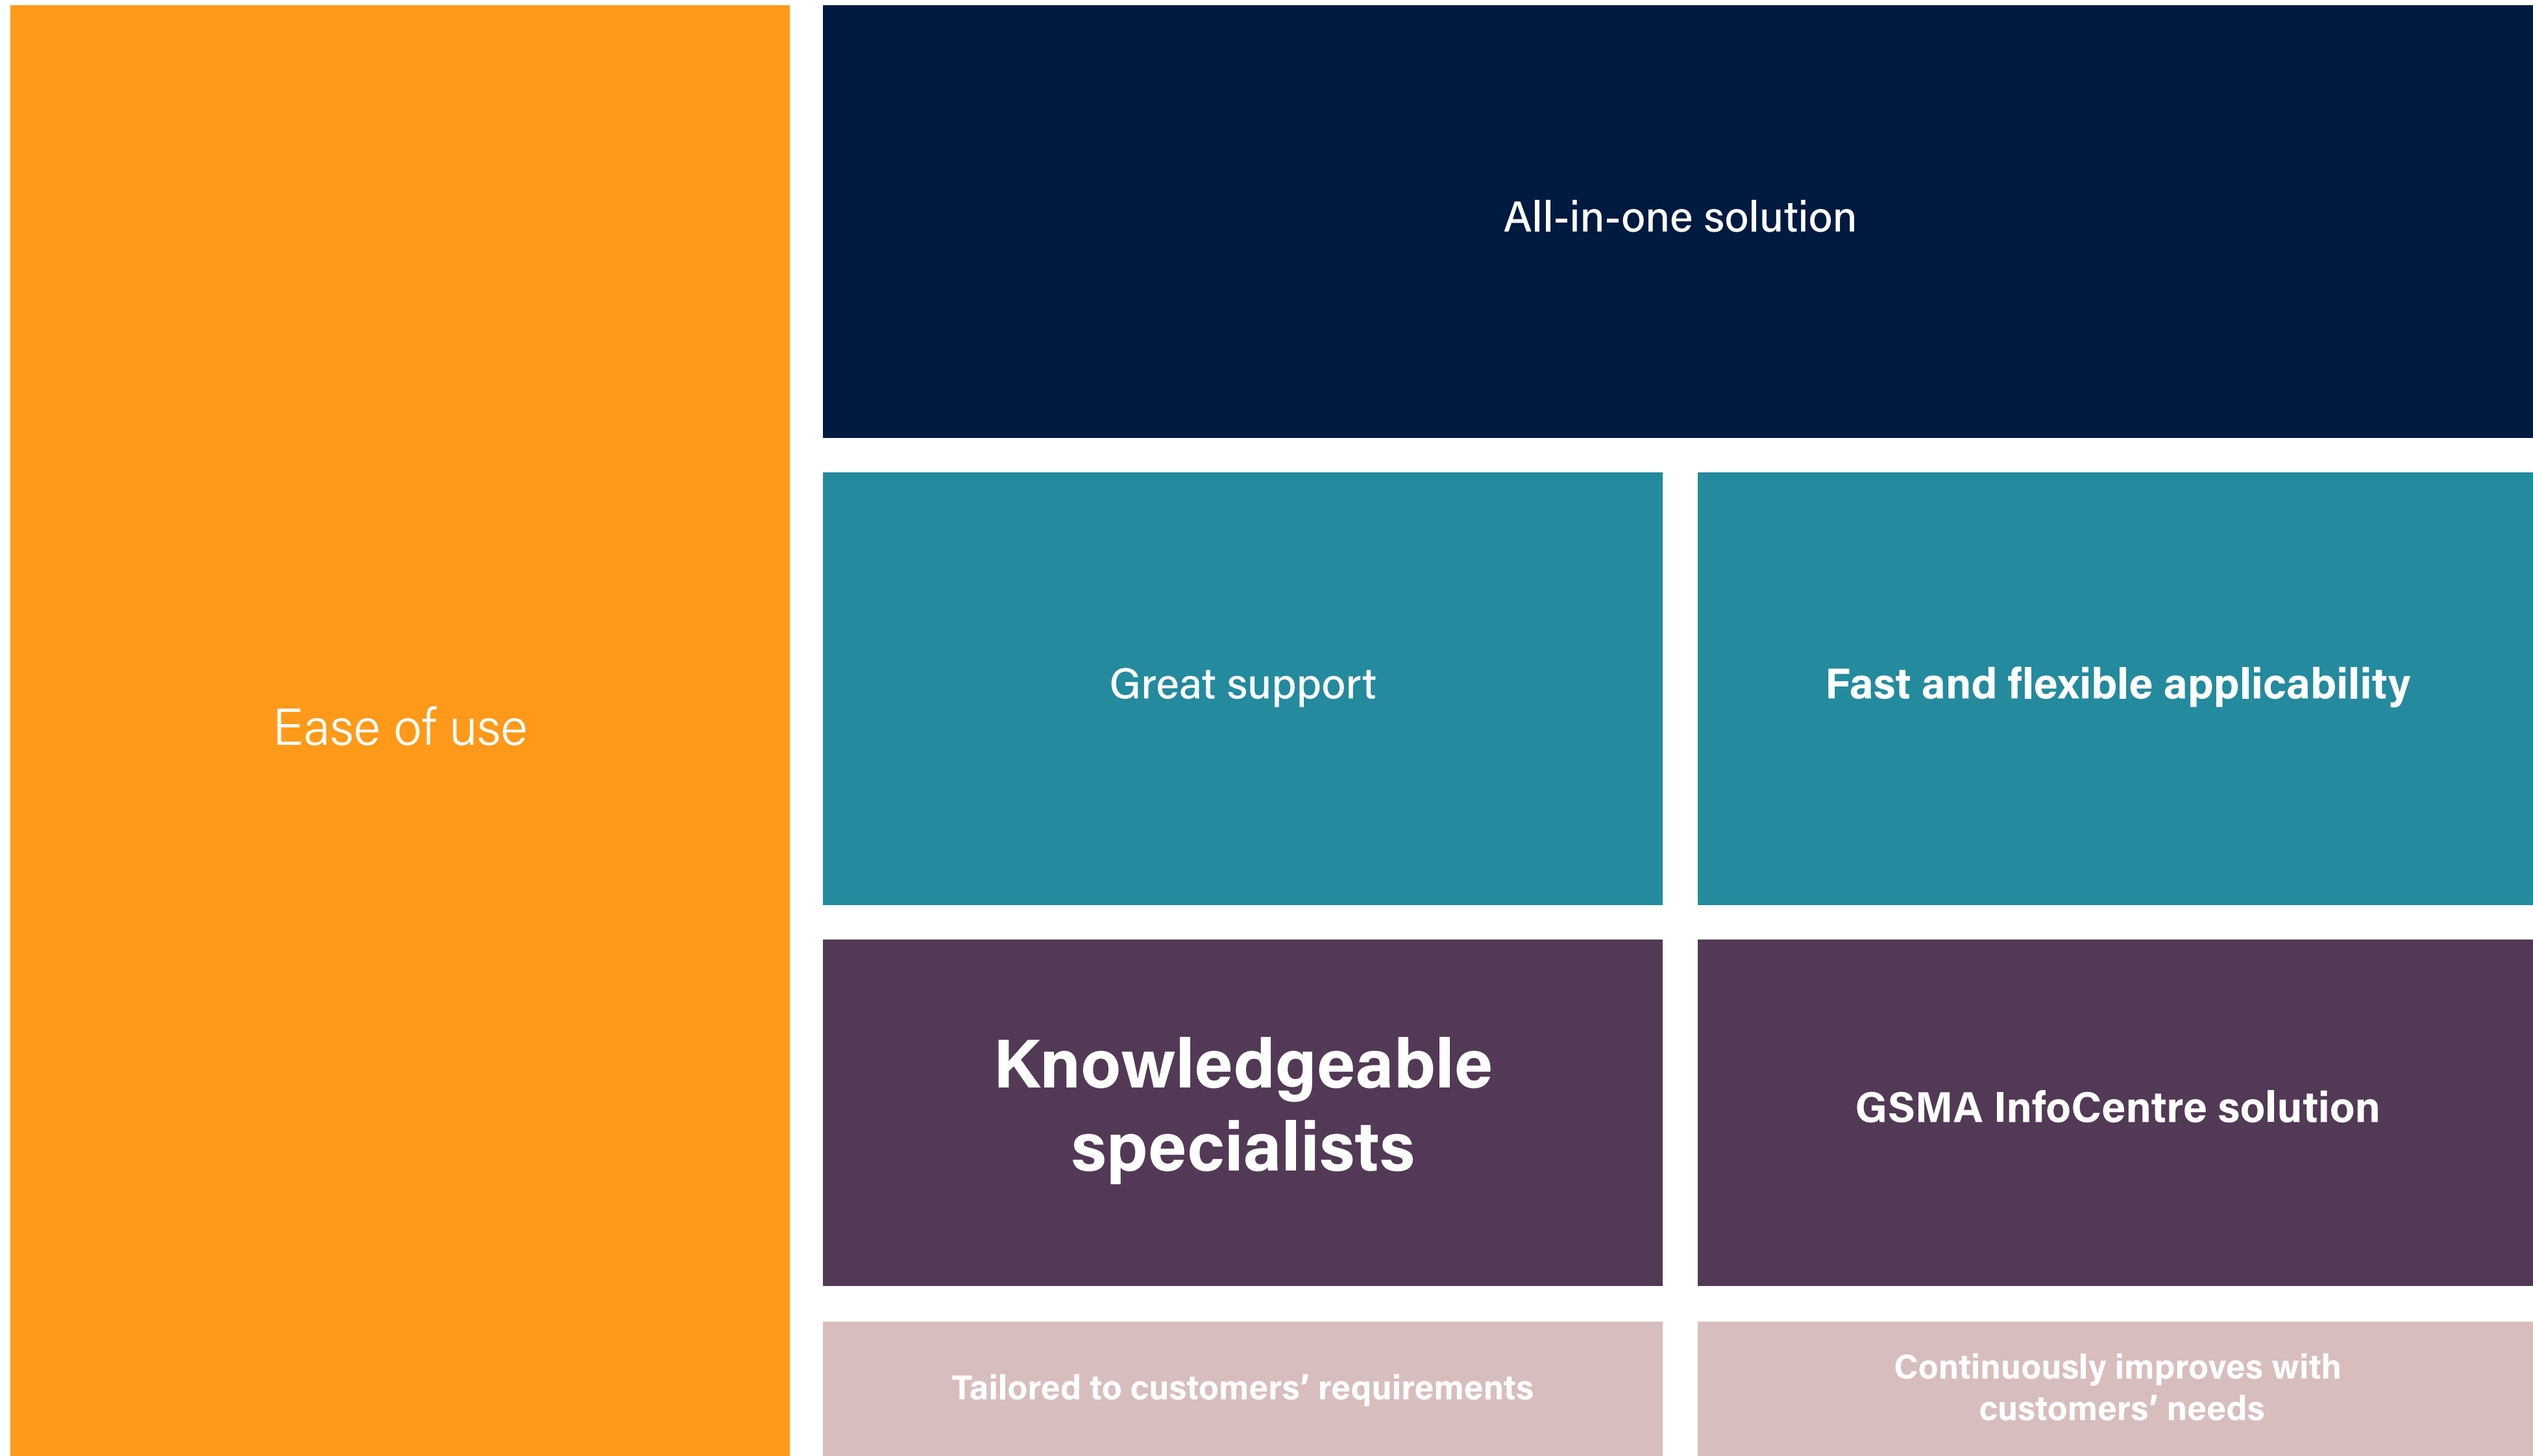 Ease of use
All-in-one solution
Great support
Fast and flexible applicability
Knowledgeable
specialists
GSMA InfoCentre solution
Tailored to customers’ requirements
Continuously improves with
customers’ needs